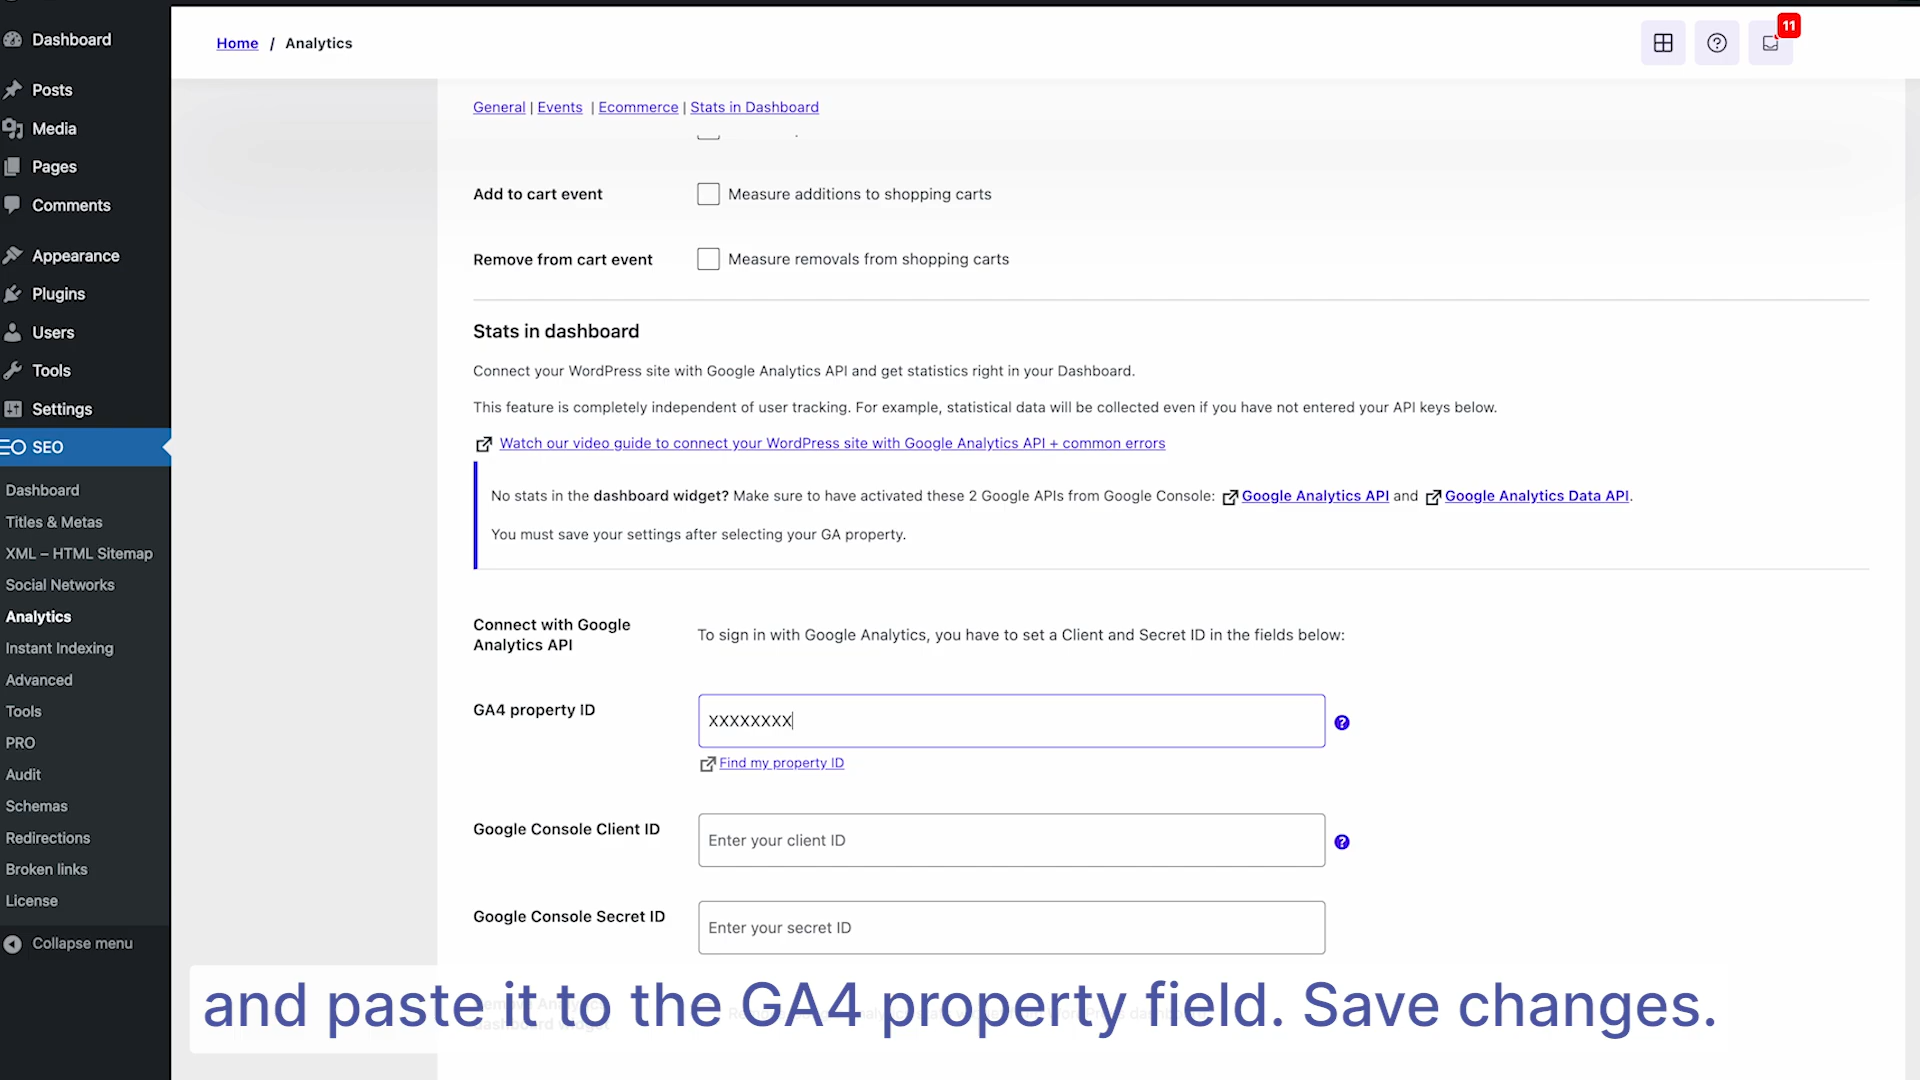 Dashboard
Posts
Media
Pages
Comments
Appearance
Plugins
Users
Tools
Settings
SEO
Dashboard
Titles & Metas
XML – HTML Sitemap
Social Networks
Analytics
Instant Indexing
Advanced
Tools
PRO
Audit
Schemas
Redirections
Broken links
License
Collapse menu
Home / Analytics
11
General | Events | Ecommerce | Stats in Dashboard
Add to cart event
Measure additions to shopping carts
Remove from cart event
Measure removals from shopping carts
Stats in dashboard
Connect your WordPress site with Google Analytics API and get statistics right in your Dashboard.
This feature is completely independent of user tracking. For example, statistical data will be collected even if you have not entered your API keys below.
Watch our video guide to connect your WordPress site with Google Analytics API + common errors
No stats in the dashboard widget? Make sure to have activated these 2 Google APIs from Google Console: Google Analytics API and Google Analytics Data API.
You must save your settings after selecting your GA property.
Connect with Google
Analytics API
To sign in with Google Analytics, you have to set a Client and Secret ID in the fields below:
GA4 property ID
XXXXXXXX
Find my property ID
Google Console Client ID
Enter your client ID
Google Console Secret ID
Enter your secret ID
and paste it to the GA4 property field. Save changes.